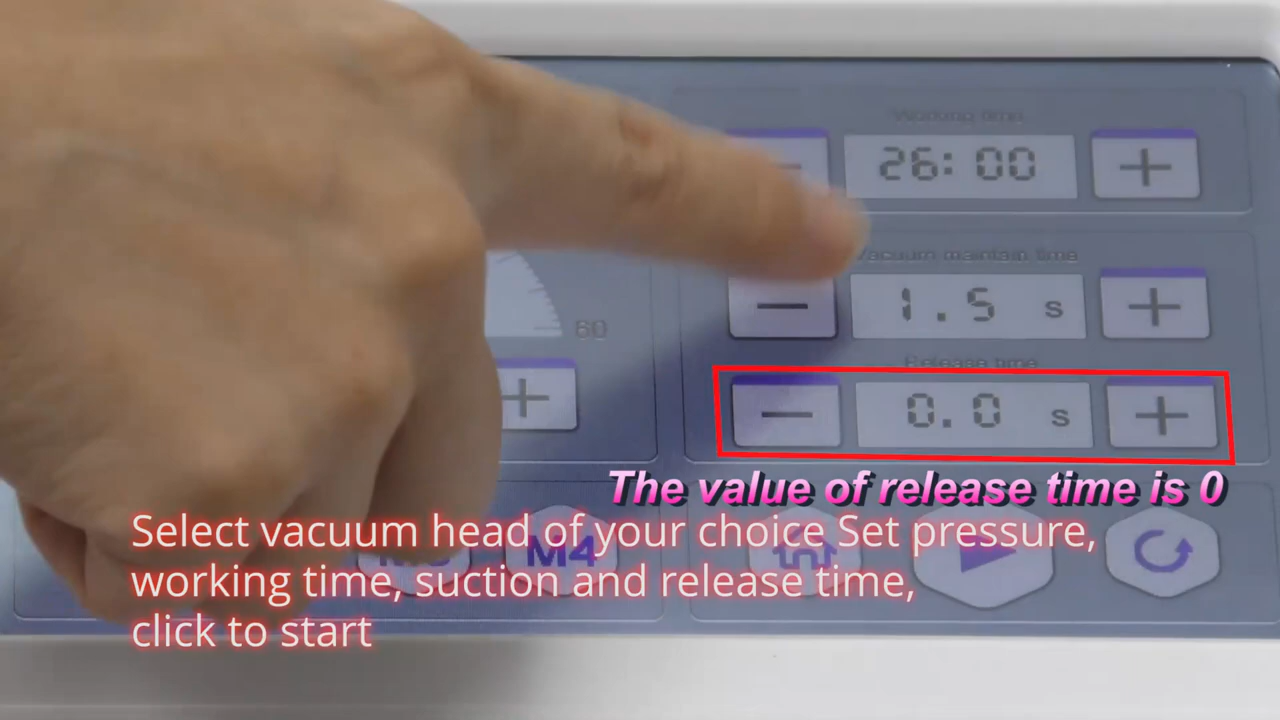 Working time
26:00
Vacuum maintain time
1.5 s
60
Release time
0.0 s
The value of release time is 0
M4
Select vacuum head of your choice Set pressure,
working time, suction and release time,
click to start